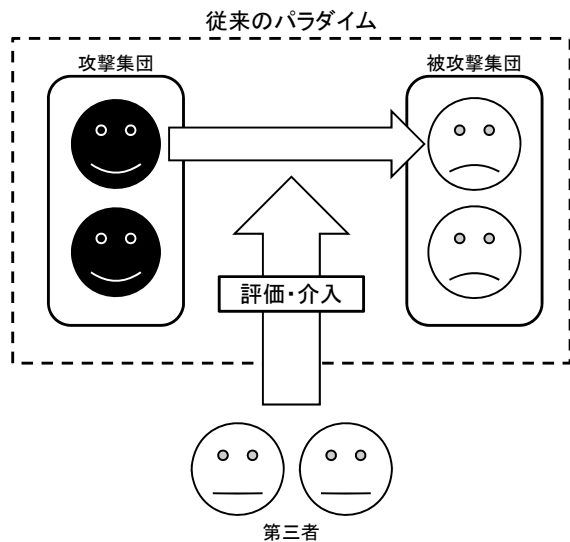 従来のパラダイム
攻撃集団
被攻撃集団
評価・介入
第三者